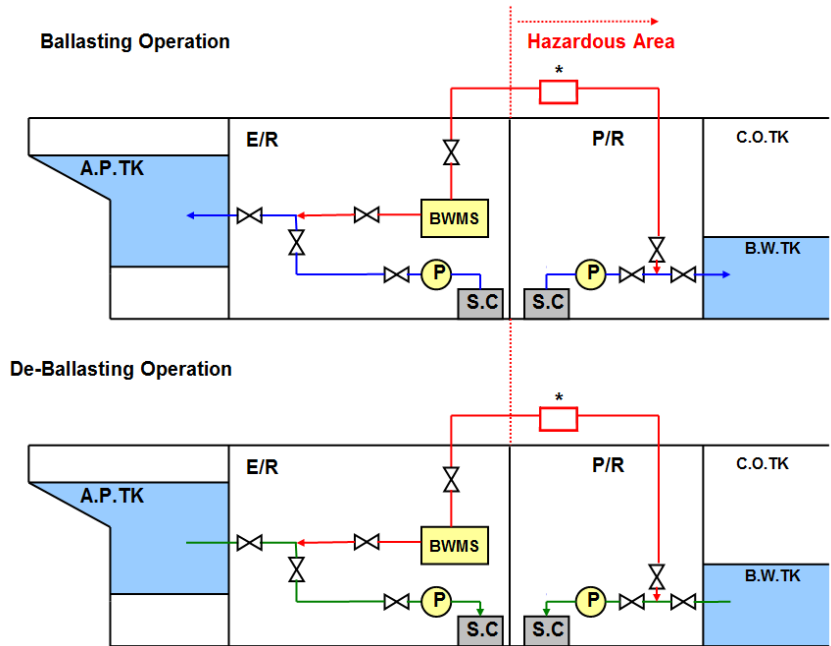 Ballasting Operation
Hazardous Area
*
E/R
P/R
C.O.TK
A.P.TK
BWMS
B.W.TK
P
P
S.C
S.C
De-Ballasting Operation
*
E/R
P/R
C.O.TK
A.P.TK
BWMS
B.W.TK
P
P
S.C
S.C